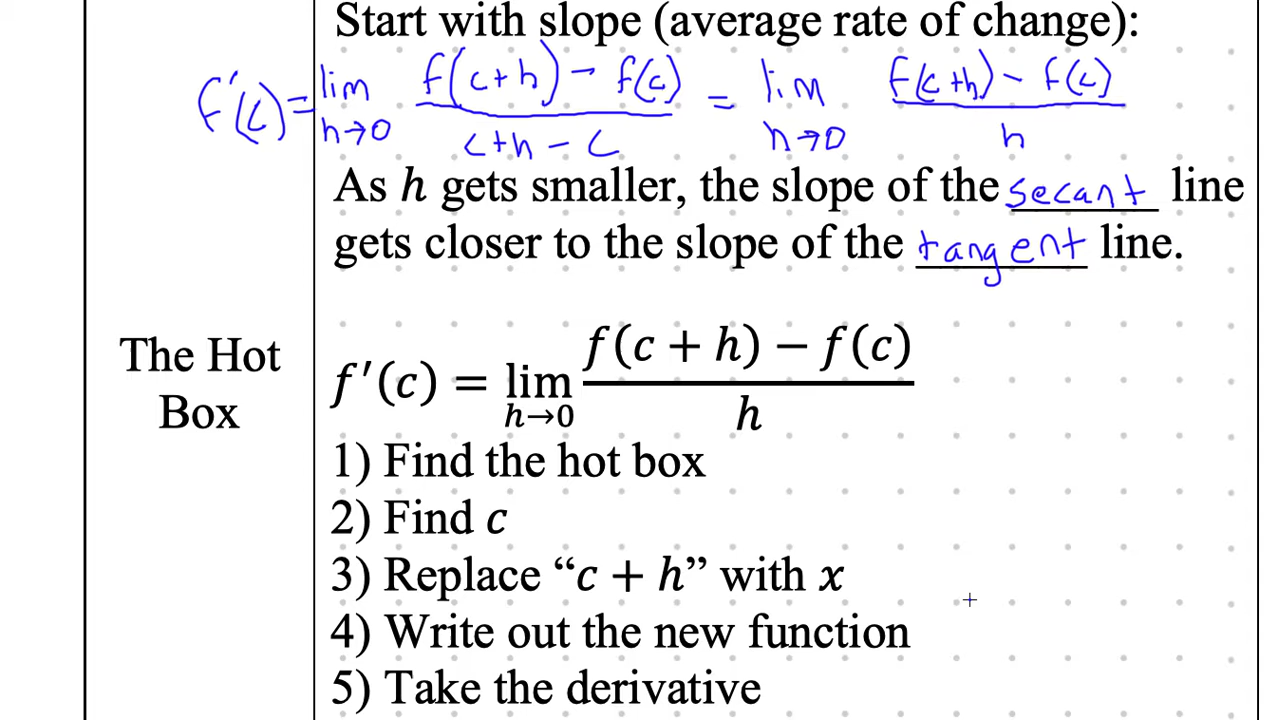 Start with slope (average rate of change):
f'(c) = lim h→0 f(c+h) - f(c) / c+h - c = lim h→0 f(c+h) - f(c) / h
As h gets smaller, the slope of the secant line
gets closer to the slope of the tangent line.
The Hot
Box
f′(c) = lim h→0 f(c + h) − f(c) / h
1) Find the hot box
2) Find c
3) Replace “c + h” with x
4) Write out the new function
5) Take the derivative